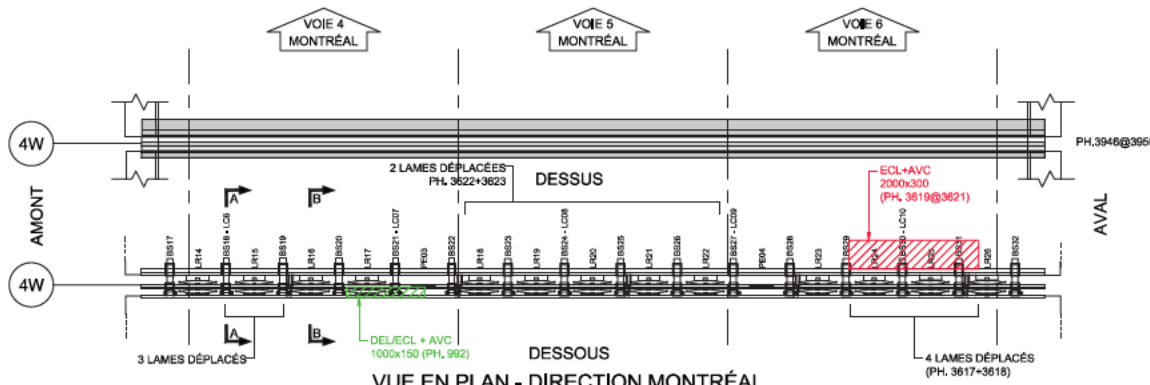 VOIE 4
MONTRÉAL
VOIE 5
MONTRÉAL
VOIE 6
MONTRÉAL
4W
PH.3946@395
2 LAMES DÉPLACÉES
PH. 3622+3623
DESSUS
ECL+AVC
2000x300
(PH. 3619@3621)
AMONT
AVAL
A
B
BS17
LR14
BS18 - LC6
LR15
BS19
LR16
BS20
LR17
BS21 - LC07
PE03
BS22
LR18
BS23
LR19
BS24 - LC08
LR20
BS25
LR21
BS26
LR22
BS27 - LC09
PE04
BS28
LR23
BS29
LR24
BS30 - LC10
LR25
BS31
LR26
BS32
4W
A
B
3 LAMES DÉPLACÉS
DEL/ECL + AVC
1000x150 (PH. 992)
DESSOUS
4 LAMES DÉPLACÉS
(PH. 3617+3618)
VUE EN PLAN - DIRECTION MONTRÉAL